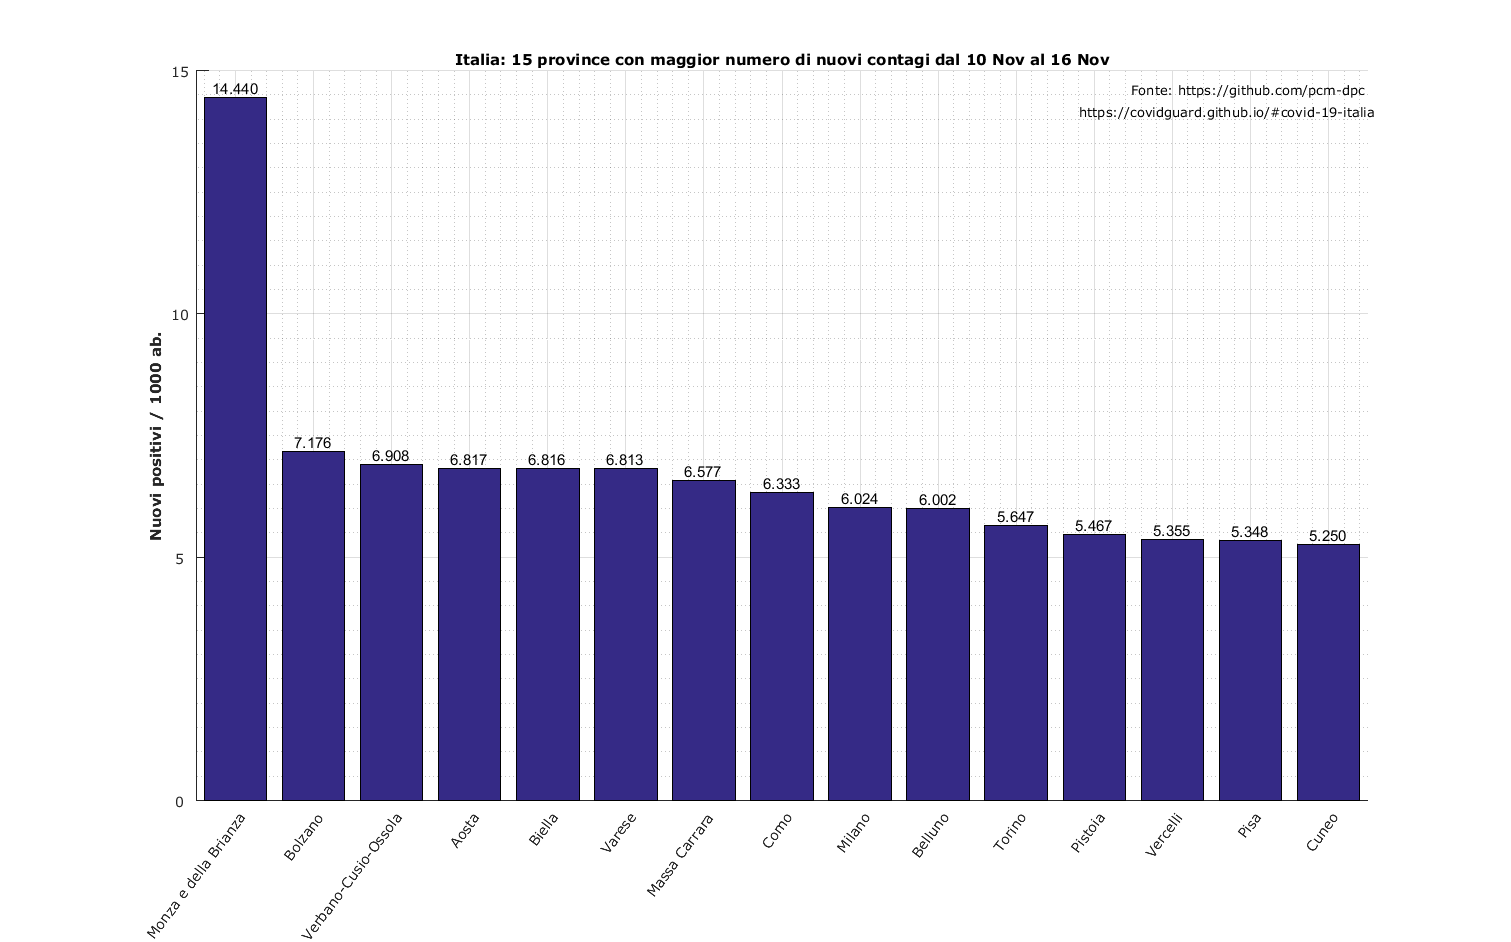 Italia: 15 province con maggior numero di nuovi contagi dal 10 Nov al 16 Nov
Fonte: https://github.com/pcm-dpc
https://covidguard.github.io/#covid-19-italia
Nuovi positivi / 1000 ab.
15
10
5
0
14.440
7.176
6.908
6.817
6.816
6.813
6.577
6.333
6.024
6.002
5.647
5.467
5.355
5.348
5.250
Monza e della Brianza
Bolzano
Verbano-Cusio-Ossola
Aosta
Biella
Varese
Massa Carrara
Como
Milano
Belluno
Torino
Pistoia
Vercelli
Pisa
Cuneo